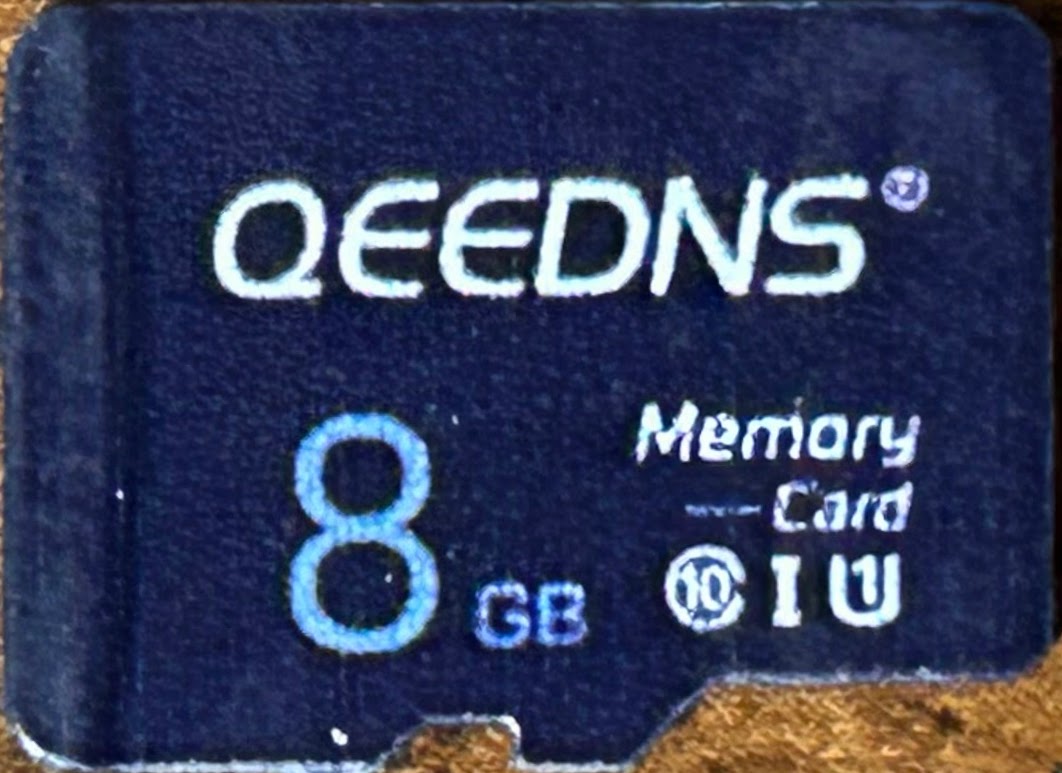 QEEDNS®
8 GB
Memory
Card
10 I U1